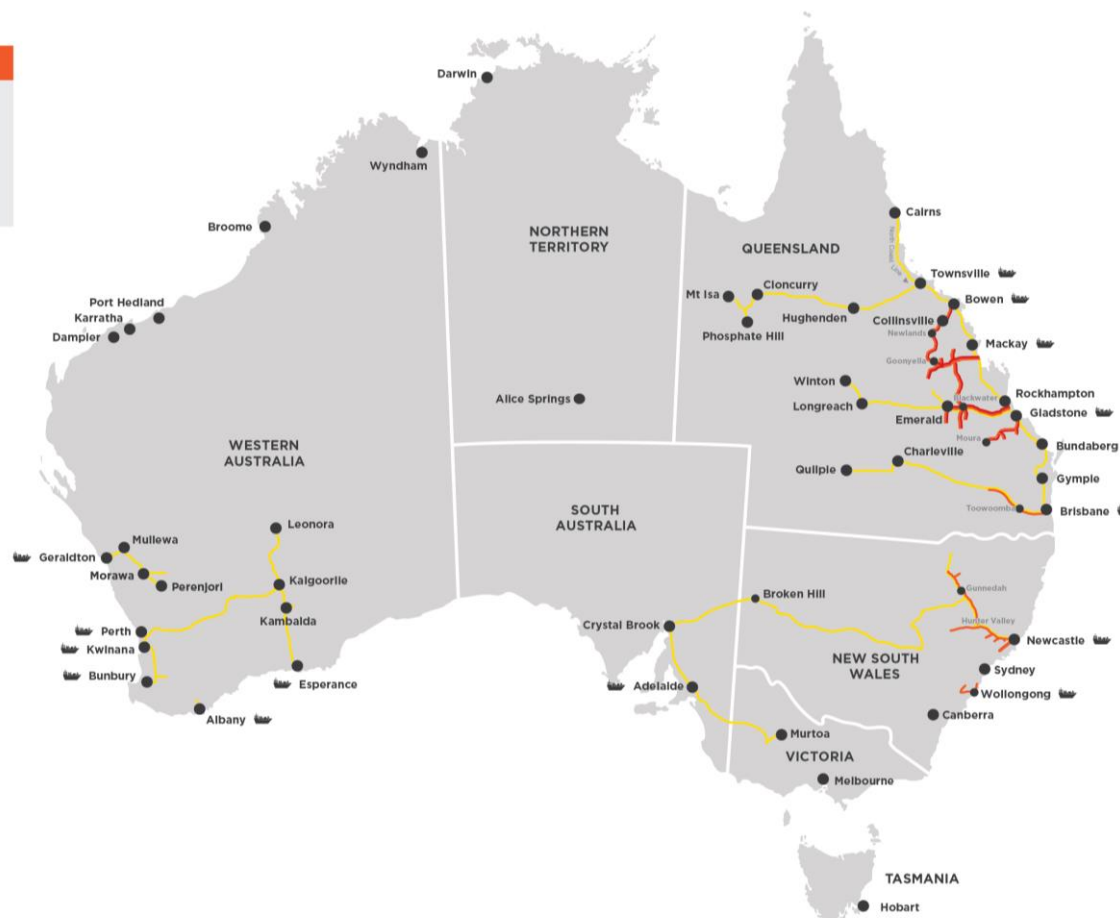 Darwin
Wyndham
Broome
Port Hedland
Karratha
Dampier
NORTHERN
TERRITORY
Alice Springs
WESTERN
AUSTRALIA
SOUTH
AUSTRALIA
QUEENSLAND
Cairns
North Coast Line
Townsville
Bowen
Collinsville
Newlands
Mackay
Goonyella
Mt Isa
Cloncurry
Hughenden
Phosphate Hill
Winton
Longreach
Emerald
Blackwater
Rockhampton
Gladstone
Moura
Bundaberg
Gympie
Charleville
Quilpie
Toowoomba
Brisbane
Leonora
Mullewa
Geraldton
Morawa
Perenjori
Kalgoorlie
Kambalda
Perth
Kwinana
Bunbury
Esperance
Albany
Broken Hill
Crystal Brook
Adelaide
Gunnedah
Hunter Valley
Newcastle
NEW SOUTH
WALES
Sydney
Wollongong
Canberra
Murtoa
VICTORIA
Melbourne
TASMANIA
Hobart